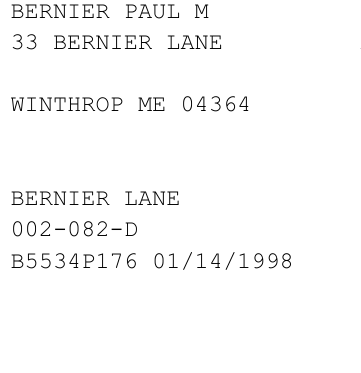 BERNIER PAUL M
33 BERNIER LANE
WINTHROP ME 04364
BERNIER LANE
002-082-D
B5534P176 01/14/1998